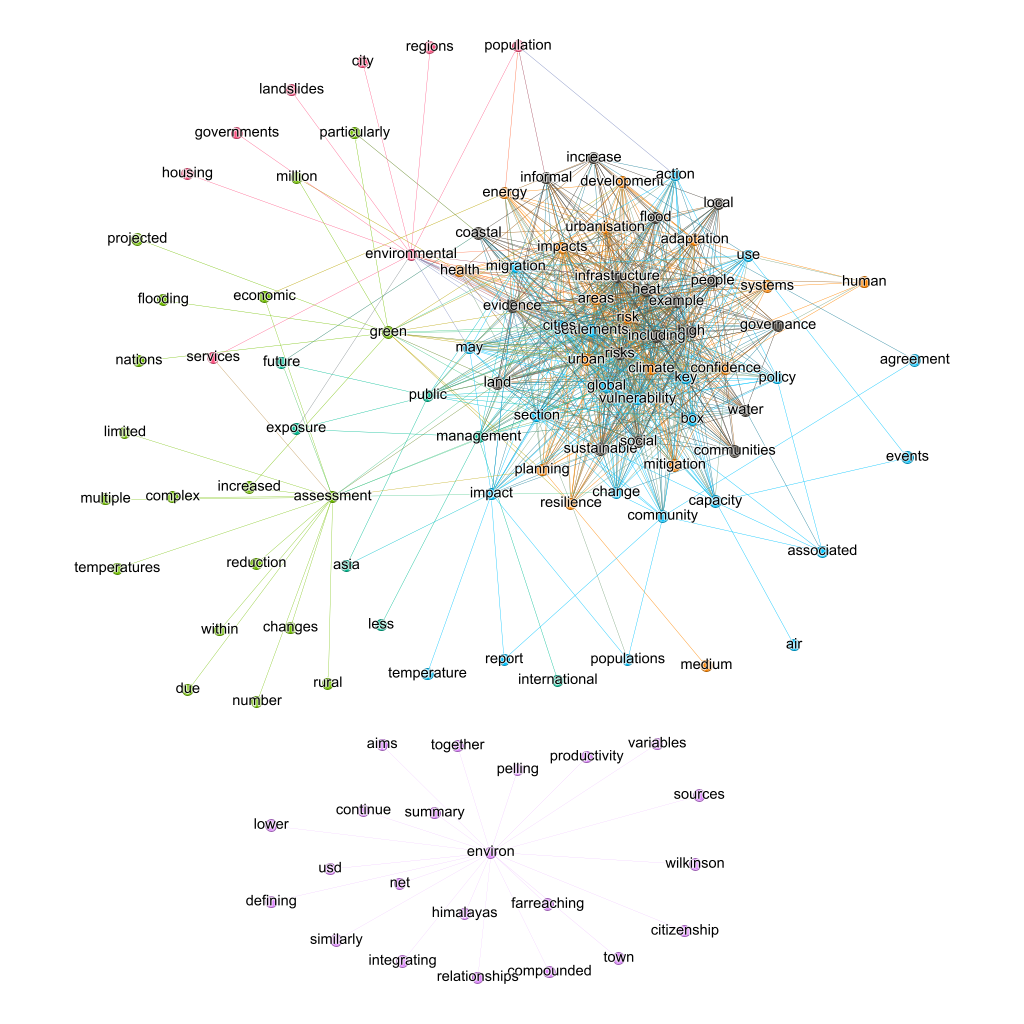 regions
population
city
landslides
governments
particularly
housing
million
increase
informal
development
action
energy
local
flood
urbanisation
coastal
projected
adaptation
impacts
environmental
use
health
migration
infrastructure
people
human
systems
heat
flooding
economic
areas
example
evidence
risk
governance
cities
settlements
green
high
including
may
risks
nations
services
future
urban
agreement
climate
confidence
key
policy
land
global
public
vulnerability
water
section
box
limited
exposure
management
social
sustainable
communities
events
planning
mitigation
increased
assessment
impact
change
multiple
complex
resilience
capacity
community
associated
reduction
asia
temperatures
within
changes
less
air
report
populations
medium
temperature
international
rural
due
number
aims
together
variables
productivity
pelling
sources
continue
summary
lower
environ
usd
wilkinson
net
defining
farreaching
himalayas
citizenship
similarly
integrating
town
compounded
relationships